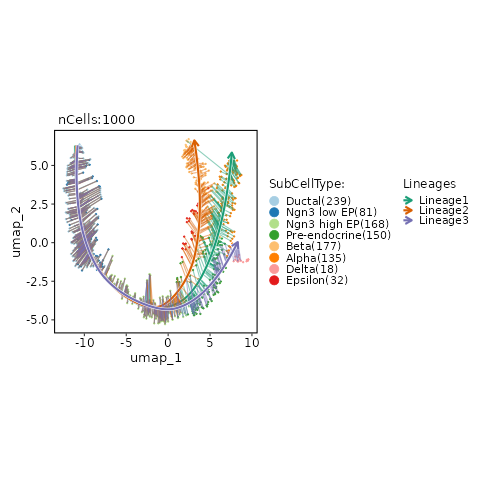 nCells:1000
5.0
2.5
0.0
-2.5
-5.0
umap_2
-10
-5
0
5
10
umap_1
SubCellType:
Ductal(239)
Ngn3 low EP(81)
Ngn3 high EP(168)
Pre-endocrine(150)
Beta(177)
Alpha(135)
Delta(18)
Epsilon(32)
Lineages
Lineage1
Lineage2
Lineage3